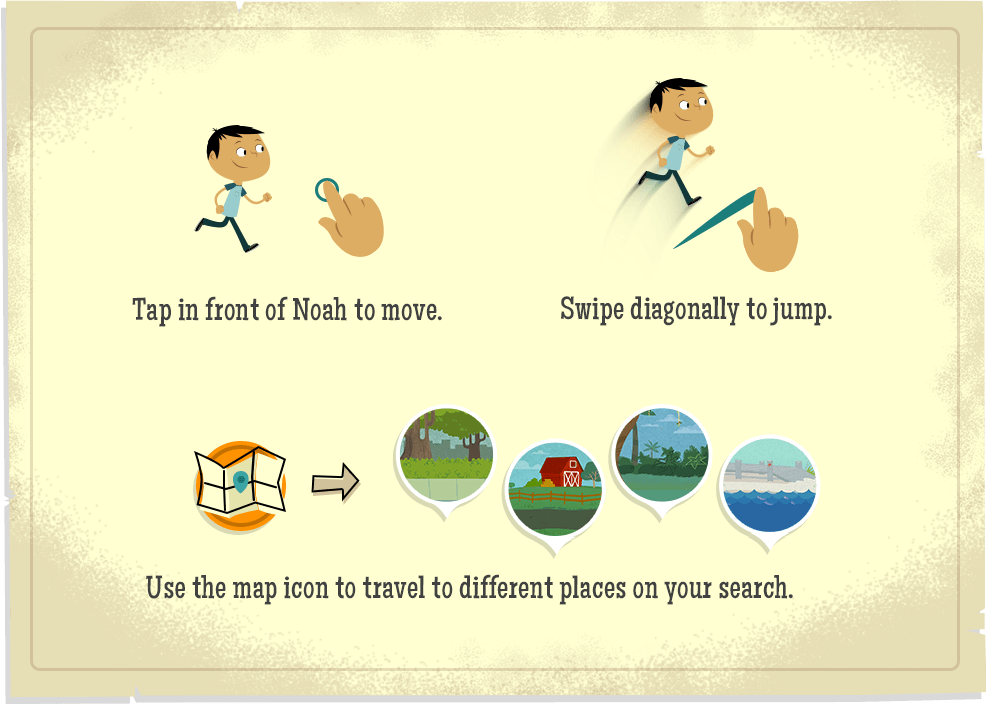 Tap in front of Noah to move.
Swipe diagonally to jump.
Use the map icon to travel to different places on your search.